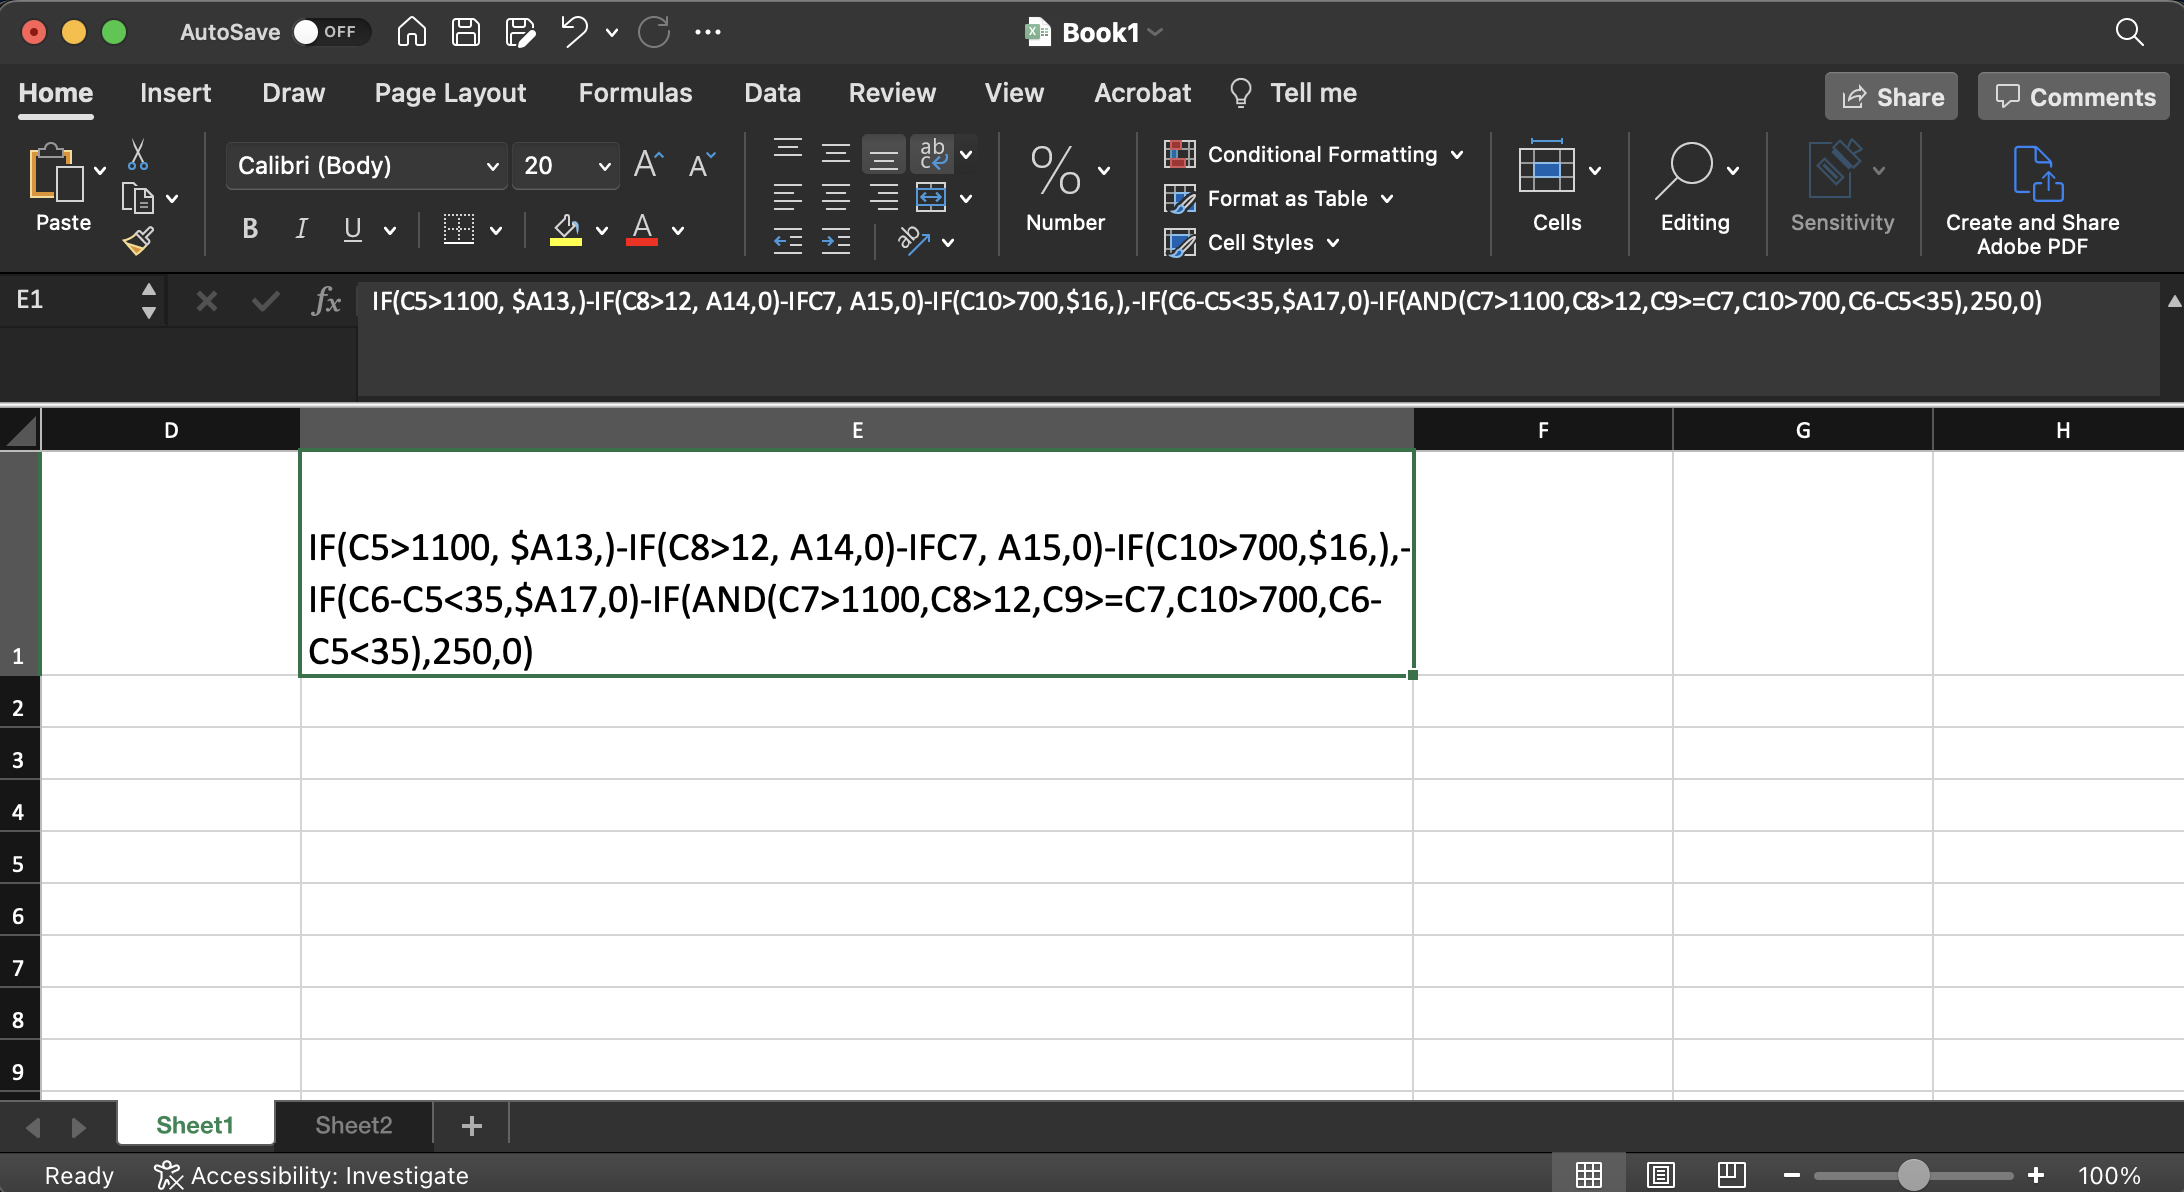 AutoSave OFF Book1
Home Insert Draw Page Layout Formulas Data Review View Acrobat Tell me Share Comments
Paste
Calibri (Body) 20
B I U A
ab
c
Number
Conditional Formatting
Format as Table
Cell Styles
Cells
Editing
Sensitivity
Create and Share
Adobe PDF
E1 fx IF(C5>1100, $A13,)-IF(C8>12, A14,0)-IFC7, A15,0)-IF(C10>700,$16,),-IF(C6-C5<35,$A17,0)-IF(AND(C7>1100,C8>12,C9>=C7,C10>700,C6-C5<35),250,0)
D E F G H
IF(C5>1100, $A13,)-IF(C8>12, A14,0)-IFC7, A15,0)-IF(C10>700,$16,),-
IF(C6-C5<35,$A17,0)-IF(AND(C7>1100,C8>12,C9>=C7,C10>700,C6-
C5<35),250,0)
1
2
3
4
5
6
7
8
9
Sheet1 Sheet2 +
Ready Accessibility: Investigate 100%